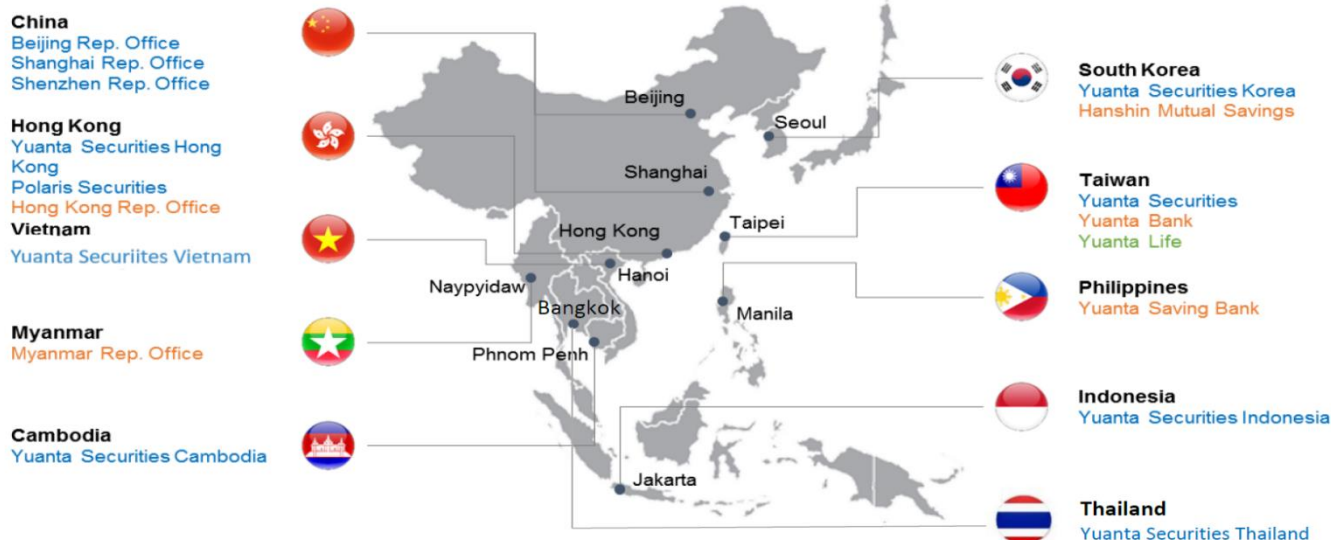 China
Beijing Rep. Office
Shanghai Rep. Office
Shenzhen Rep. Office
Hong Kong
Yuanta Securities Hong
Kong
Polaris Securities
Hong Kong Rep. Office
Vietnam
Yuanta Securiites Vietnam
Myanmar
Myanmar Rep. Office
Cambodia
Yuanta Securities Cambodia
Beijing
Seoul
Shanghai
Taipei
Hong Kong
Hanoi
Naypyidaw
Bangkok
Manila
Phnom Penh
Jakarta
South Korea
Yuanta Securities Korea
Hanshin Mutual Savings
Taiwan
Yuanta Securities
Yuanta Bank
Yuanta Life
Philippines
Yuanta Saving Bank
Indonesia
Yuanta Securities Indonesia
Thailand
Yuanta Securities Thailand